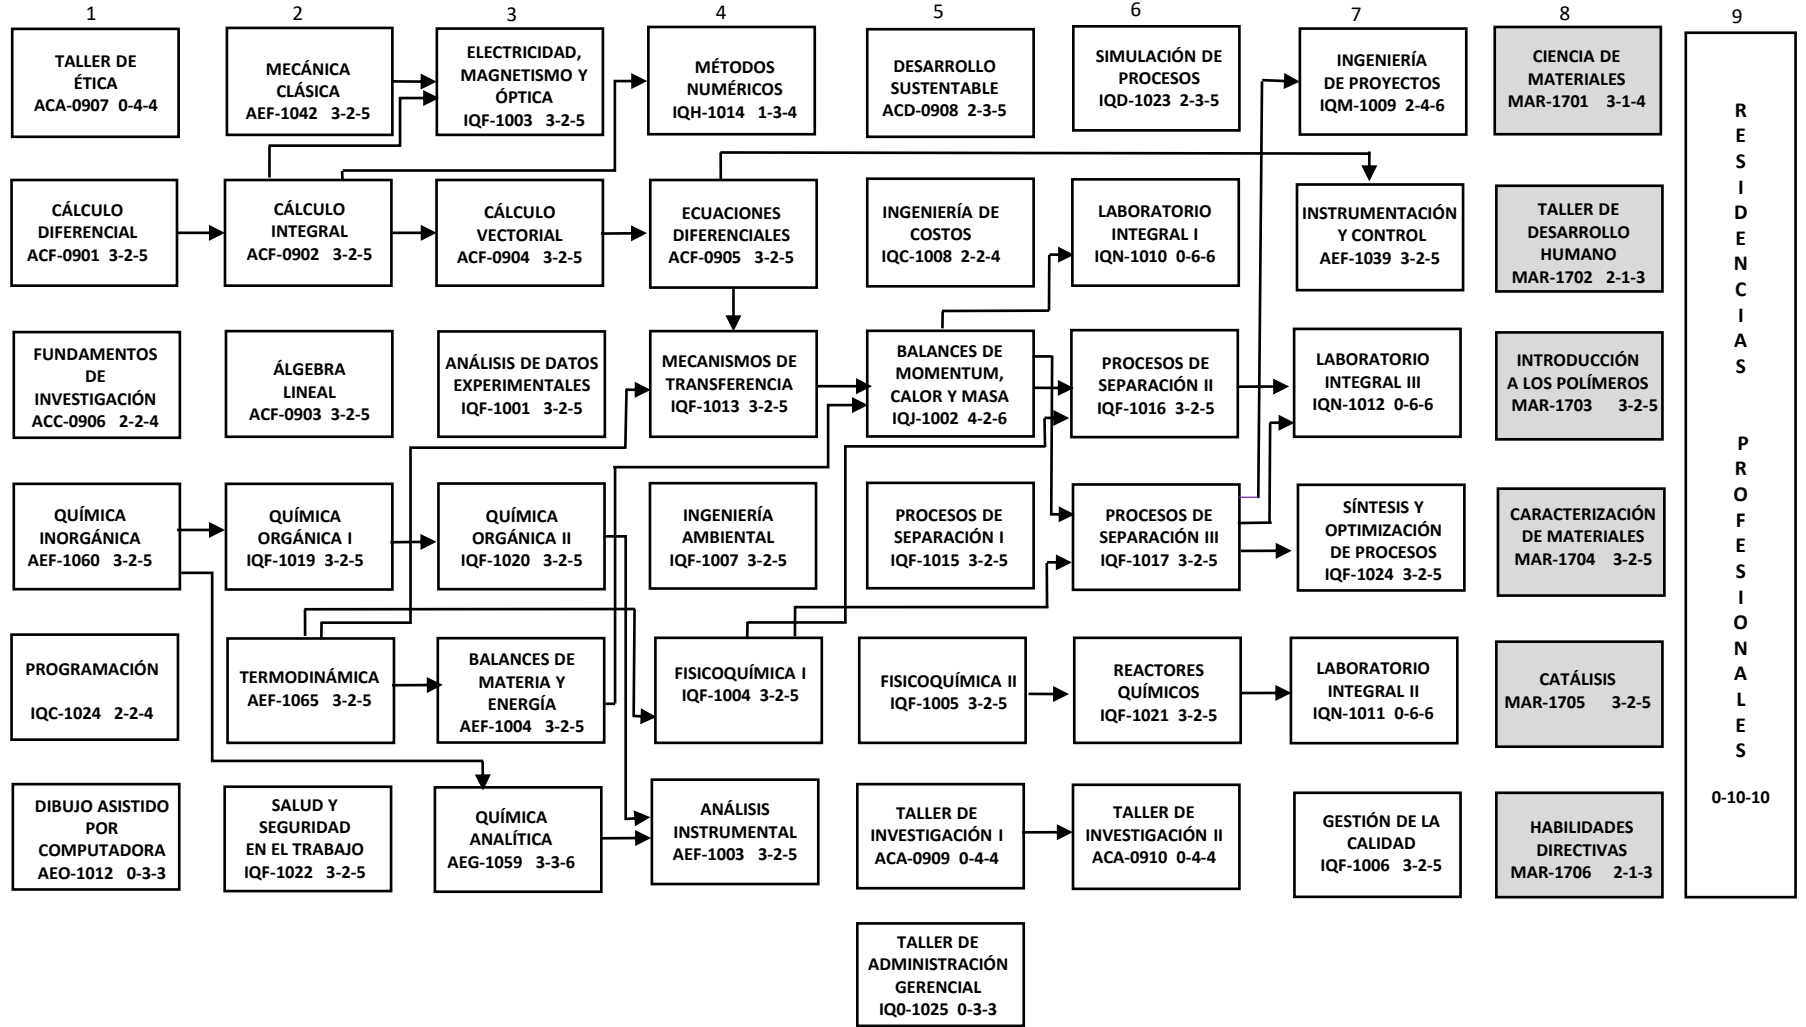 1
2
3
4
5
6
7
8
9
TALLER DE
ÉTICA
ACA-0907 0-4-4
CÁLCULO
DIFERENCIAL
ACF-0901 3-2-5
FUNDAMENTOS
DE
INVESTIGACIÓN
ACC-0906 2-2-4
QUÍMICA
INORGÁNICA
AEF-1060 3-2-5
PROGRAMACIÓN
IQC-1024 2-2-4
DIBUJO ASISTIDO
POR
COMPUTADORA
AEO-1012 0-3-3
MECÁNICA
CLÁSICA
AEF-1042 3-2-5
CÁLCULO
INTEGRAL
ACF-0902 3-2-5
ÁLGEBRA
LINEAL
ACF-0903 3-2-5
QUÍMICA
ORGÁNICA I
IQF-1019 3-2-5
TERMODINÁMICA
AEF-1065 3-2-5
SALUD Y
SEGURIDAD
EN EL TRABAJO
IQF-1022 3-2-5
ELECTRICIDAD,
MAGNETISMO Y
ÓPTICA
IQF-1003 3-2-5
CÁLCULO
VECTORIAL
ACF-0904 3-2-5
ANÁLISIS DE DATOS
EXPERIMENTALES
IQF-1001 3-2-5
QUÍMICA
ORGÁNICA II
IQF-1020 3-2-5
BALANCES DE
MATERIA Y
ENERGÍA
AEF-1004 3-2-5
QUÍMICA
ANALÍTICA
AEG-1059 3-3-6
MÉTODOS
NUMÉRICOS
IQH-1014 1-3-4
ECUACIONES
DIFERENCIALES
ACF-0905 3-2-5
MECANISMOS DE
TRANSFERENCIA
IQF-1013 3-2-5
INGENIERÍA
AMBIENTAL
IQF-1007 3-2-5
FISICOQUÍMICA I
IQF-1004 3-2-5
ANÁLISIS
INSTRUMENTAL
AEF-1003 3-2-5
DESARROLLO
SUSTENTABLE
ACD-0908 2-3-5
INGENIERÍA DE
COSTOS
IQC-1008 2-2-4
BALANCES DE
MOMENTUM,
CALOR Y MASA
IQJ-1002 4-2-6
PROCESOS DE
SEPARACIÓN I
IQF-1015 3-2-5
FISICOQUÍMICA II
IQF-1005 3-2-5
TALLER DE
INVESTIGACIÓN I
ACA-0909 0-4-4
TALLER DE
ADMINISTRACIÓN
GERENCIAL
IQ0-1025 0-3-3
SIMULACIÓN DE
PROCESOS
IQD-1023 2-3-5
LABORATORIO
INTEGRAL I
IQN-1010 0-6-6
PROCESOS DE
SEPARACIÓN II
IQF-1016 3-2-5
PROCESOS DE
SEPARACIÓN III
IQF-1017 3-2-5
REACTORES
QUÍMICOS
IQF-1021 3-2-5
TALLER DE
INVESTIGACIÓN II
ACA-0910 0-4-4
INGENIERÍA
DE PROYECTOS
IQM-1009 2-4-6
INSTRUMENTACIÓN
Y CONTROL
AEF-1039 3-2-5
LABORATORIO
INTEGRAL III
IQN-1012 0-6-6
SÍNTESIS Y
OPTIMIZACIÓN
DE PROCESOS
IQF-1024 3-2-5
LABORATORIO
INTEGRAL II
IQN-1011 0-6-6
GESTIÓN DE LA
CALIDAD
IQF-1006 3-2-5
CIENCIA DE
MATERIALES
MAR-1701 3-1-4
TALLER DE
DESARROLLO
HUMANO
MAR-1702 2-1-3
INTRODUCCIÓN
A LOS POLÍMEROS
MAR-1703 3-2-5
CARACTERIZACIÓN
DE MATERIALES
MAR-1704 3-2-5
CATÁLISIS
MAR-1705 3-2-5
HABILIDADES
DIRECTIVAS
MAR-1706 2-1-3
RESIDENCIAS PROFESIONALES
0-10-10